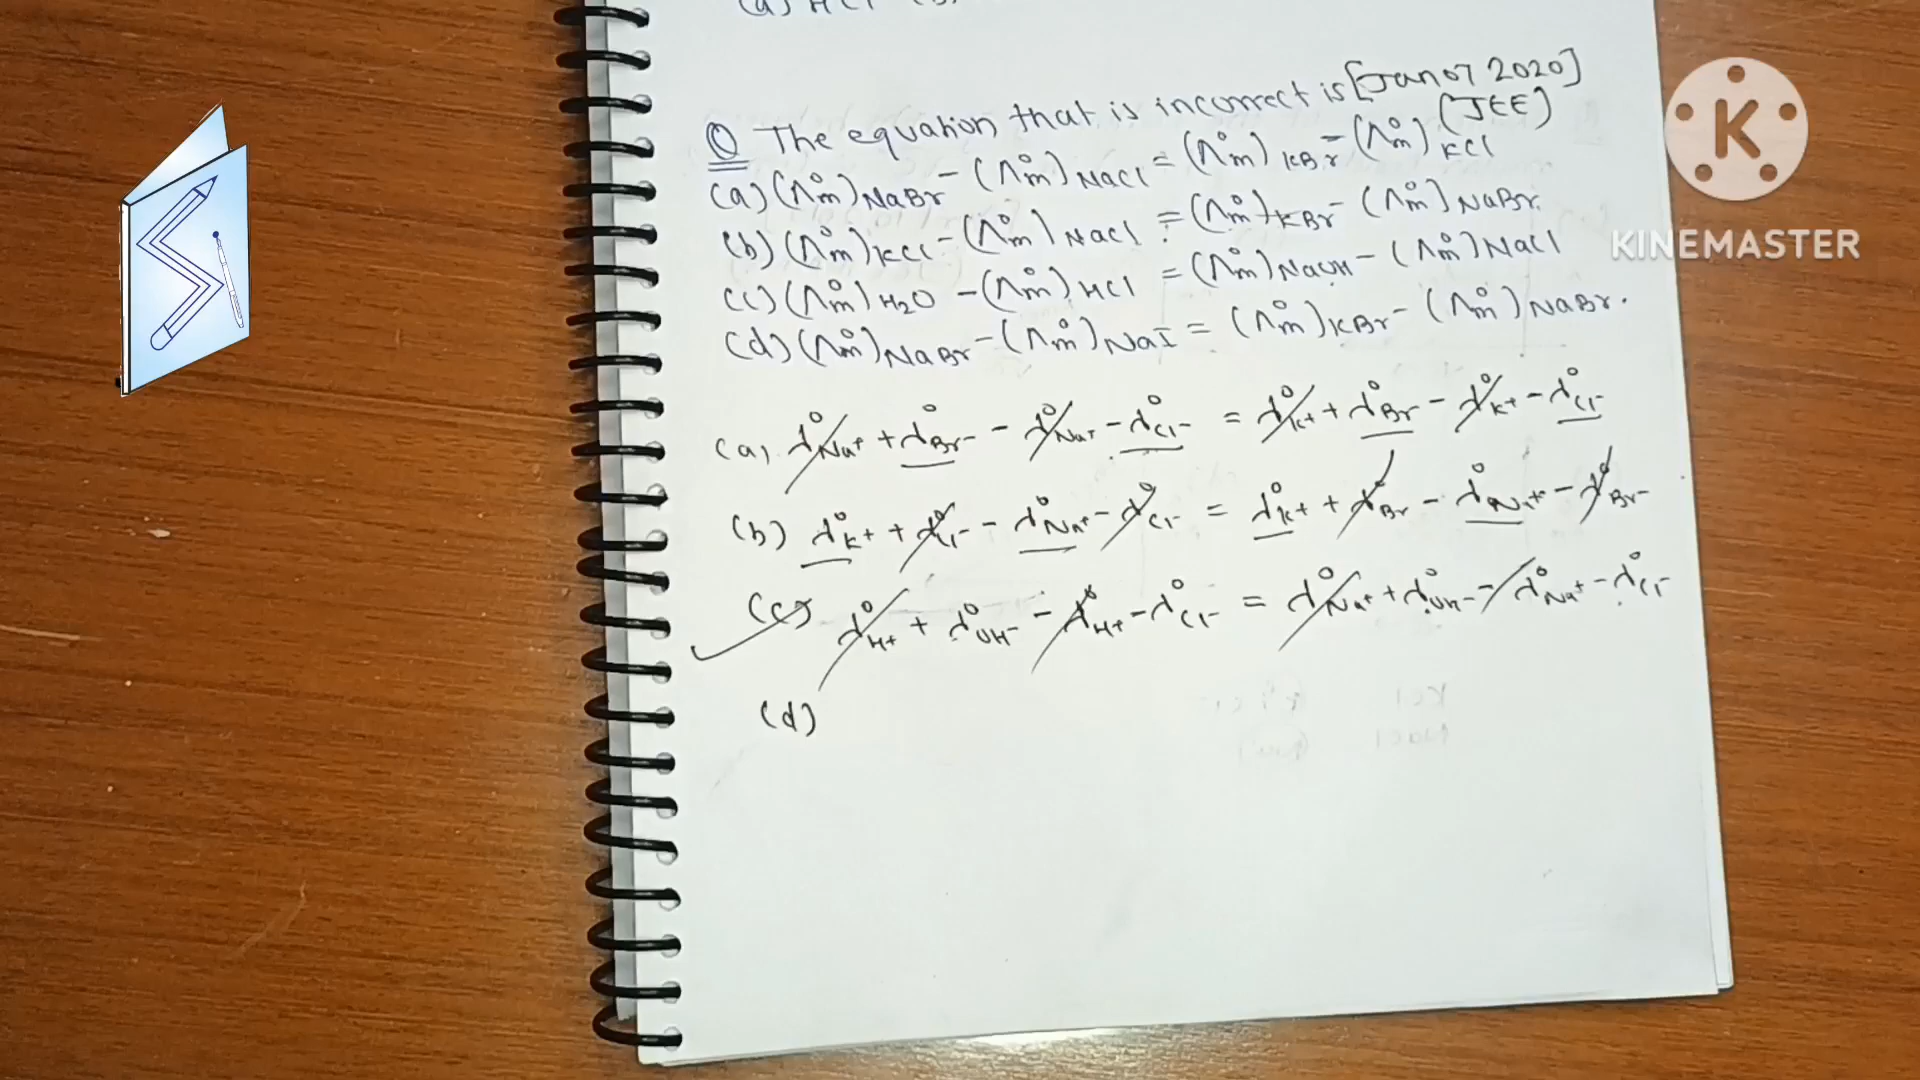 (a) HCl (b)
Q The equation that is incorrect is [Jan 07 2020]
(JEE)
(a) (Λ°m)NaBr - (Λ°m)NaCl = (Λ°m)KBr - (Λ°m)KCl
(b) (Λ°m)KCl - (Λ°m)NaCl = (Λ°m)KBr - (Λ°m)NaBr.
(c) (Λ°m)H₂O - (Λ°m)HCl = (Λ°m)NaOH - (Λ°m)NaCl
(d) (Λ°m)NaBr - (Λ°m)NaI = (Λ°m)KBr - (Λ°m)NaBr.
(a) λ°Na+ + λ°Br- - λ°Na+ - λ°Cl- = λ°K+ + λ°Br- - λ°K+ - λ°Cl-
(b) λ°K+ + λ°Cl- - λ°Na+ - λ°Cl- = λ°K+ + λ°Br - λ°Na+ - λ°Br-
(c) λ°H+ + λ°OH- - λ°H+ - λ°Cl- = λ°Na+ + λ°OH- - λ°Na+ - λ°Cl-
(d)
K
KINEMASTER